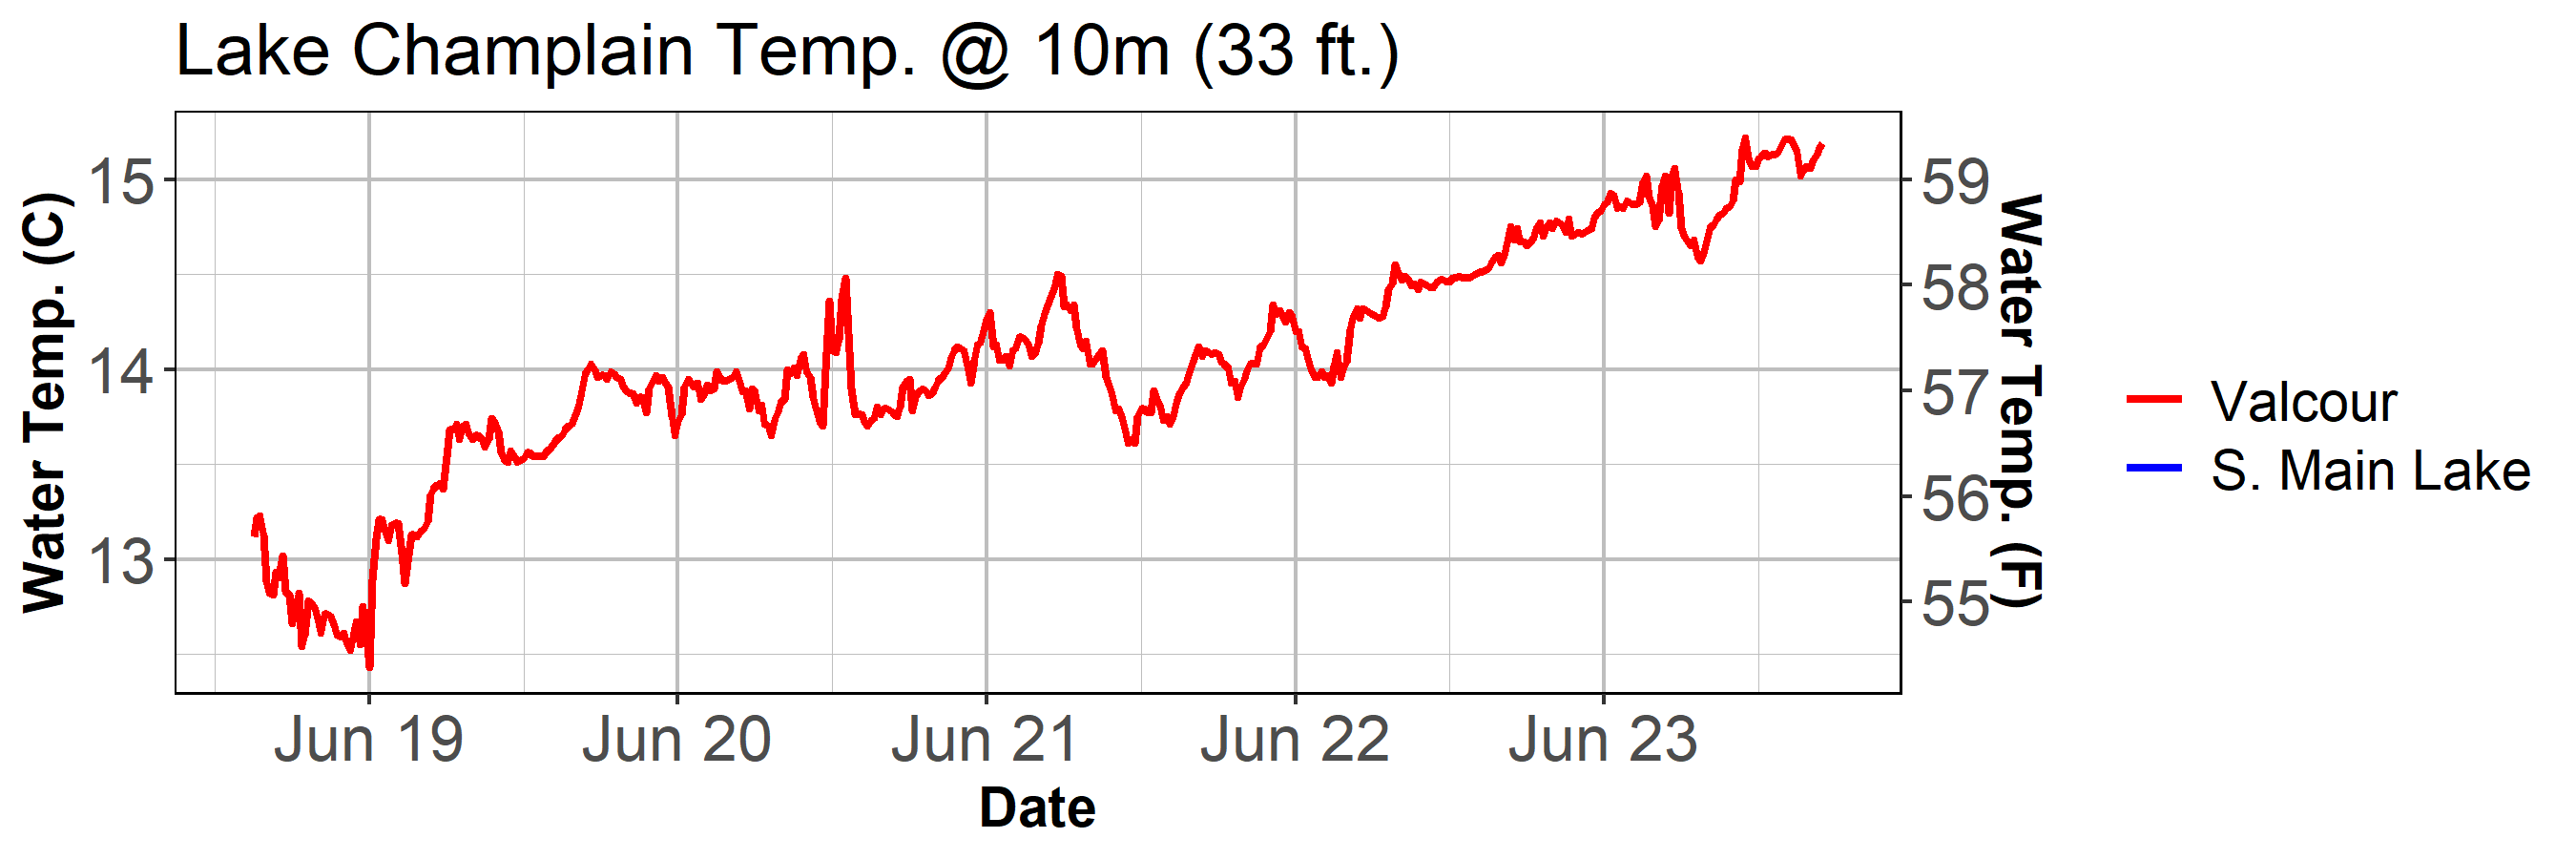 Lake Champlain Temp. @ 10m (33 ft.)
Water Temp. (C)
15
14
13
59
58
57
56
55
Water Temp. (F)
Jun 19
Jun 20
Jun 21
Jun 22
Jun 23
Date
Valcour
S. Main Lake